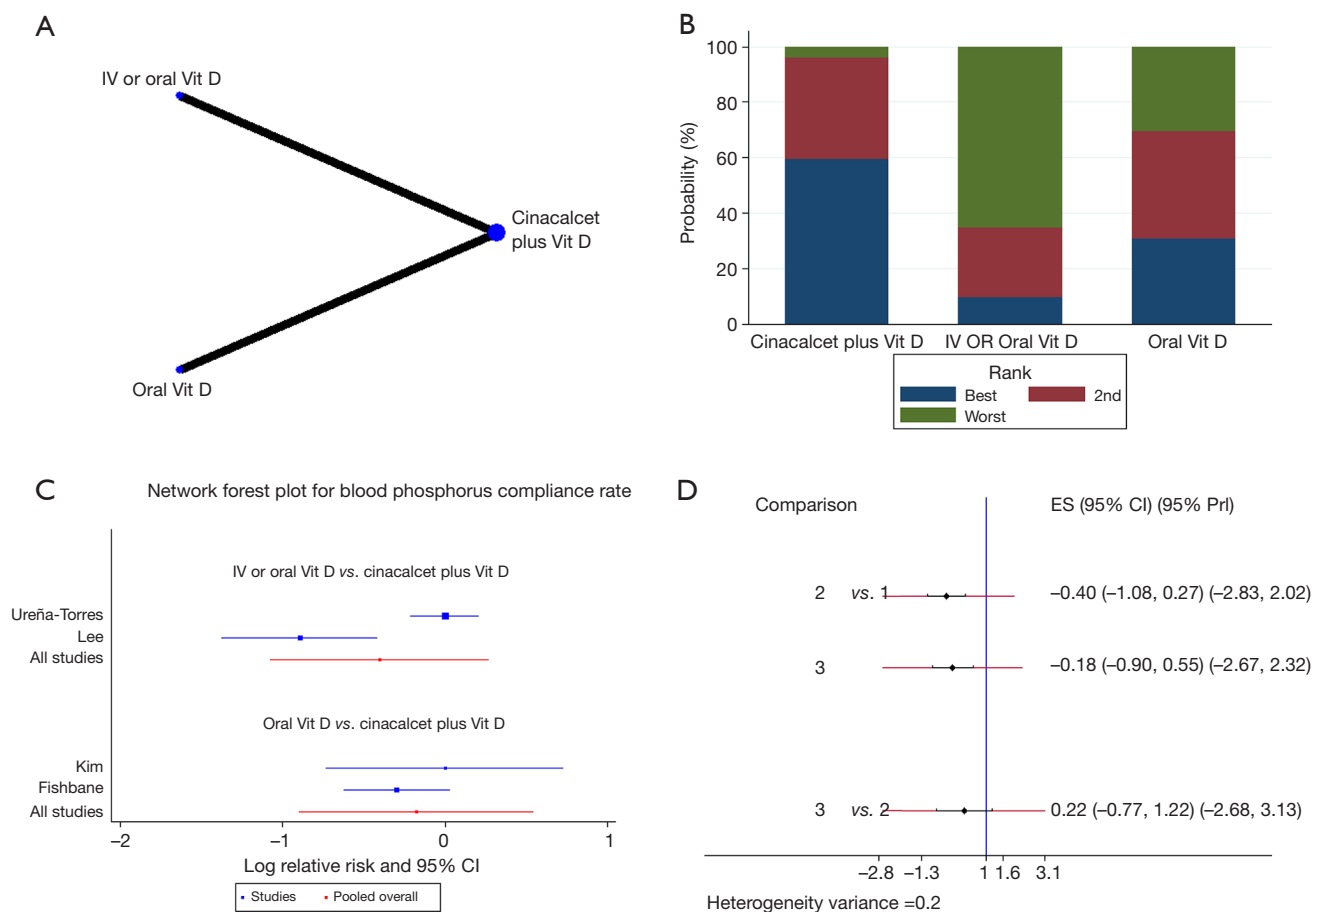 A
IV or oral Vit D
Cinacalcet
plus Vit D
Oral Vit D
B
Probability (%)
100
80
60
40
20
0
Cinacalcet plus Vit D IV OR Oral Vit D Oral Vit D
Rank
Best 2nd
Worst
C
Network forest plot for blood phosphorus compliance rate
IV or oral Vit D vs. cinacalcet plus Vit D
Ureña-Torres
Lee
All studies
Oral Vit D vs. cinacalcet plus Vit D
Kim
Fishbane
All studies
–2 –1 0 1
Log relative risk and 95% CI
Studies Pooled overall
D
Comparison ES (95% CI) (95% PrI)
2 vs. 1 –0.40 (–1.08, 0.27) (–2.83, 2.02)
3 –0.18 (–0.90, 0.55) (–2.67, 2.32)
3 vs. 2 0.22 (–0.77, 1.22) (–2.68, 3.13)
–2.8 –1.3 1 1.6 3.1
Heterogeneity variance =0.2